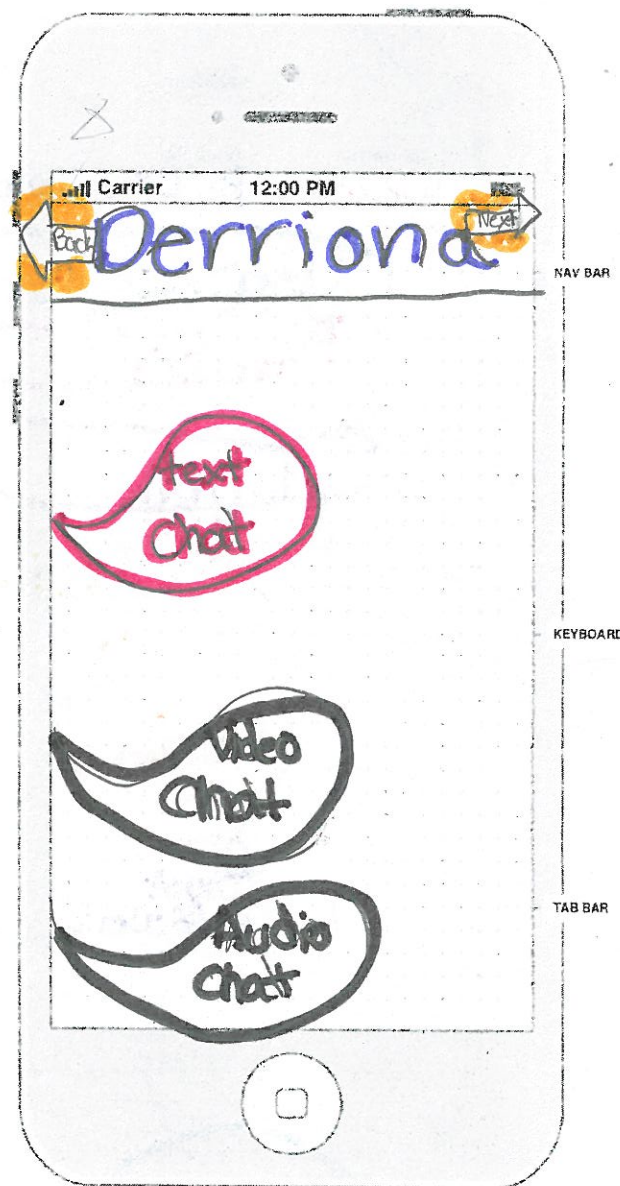 Carrier 12:00 PM
Back Derriona Next
NAV BAR
text
Chat
KEYBOARD
Video
Chat
TAB BAR
Audio
Chat